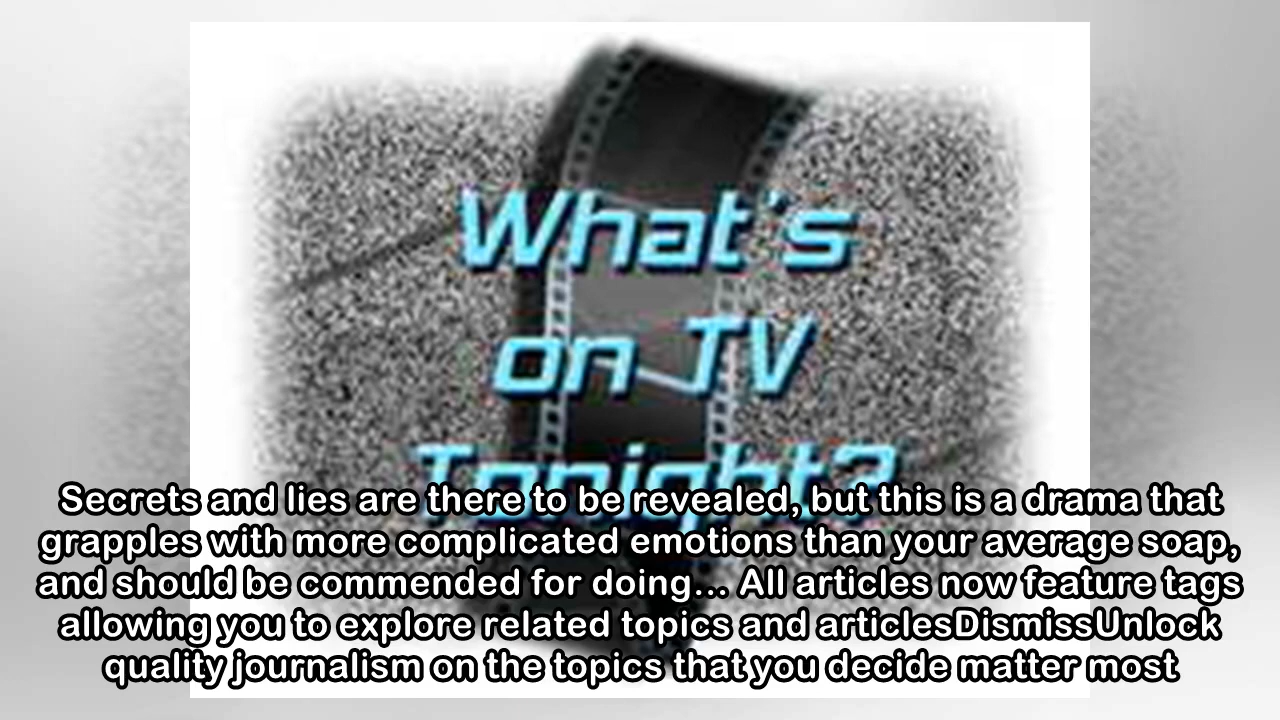 What's
on TV
Tonight?
Secrets and lies are there to be revealed, but this is a drama that
grapples with more complicated emotions than your average soap,
and should be commended for doing... All articles now feature tags
allowing you to explore related topics and articlesDismissUnlock
quality journalism on the topics that you decide matter most